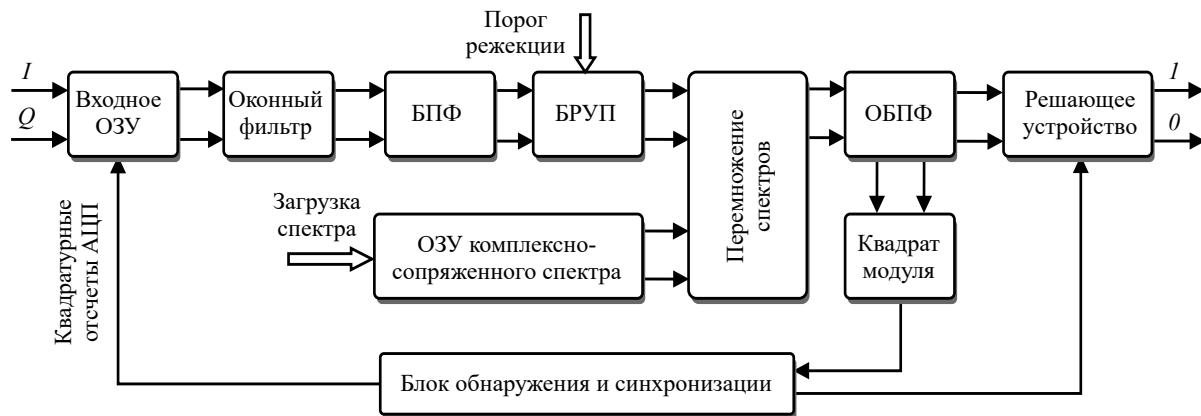 Порог
режекции
I
Q
Входное
ОЗУ
Оконный
фильтр
БПФ
БРУП
Перемножение
спектров
ОБПФ
Решающее
устройство
1
0
Загрузка
спектра
ОЗУ комплексно-
сопряженного спектра
Квадрат
модуля
Квадратурные
отсчеты АЦП
Блок обнаружения и синхронизации